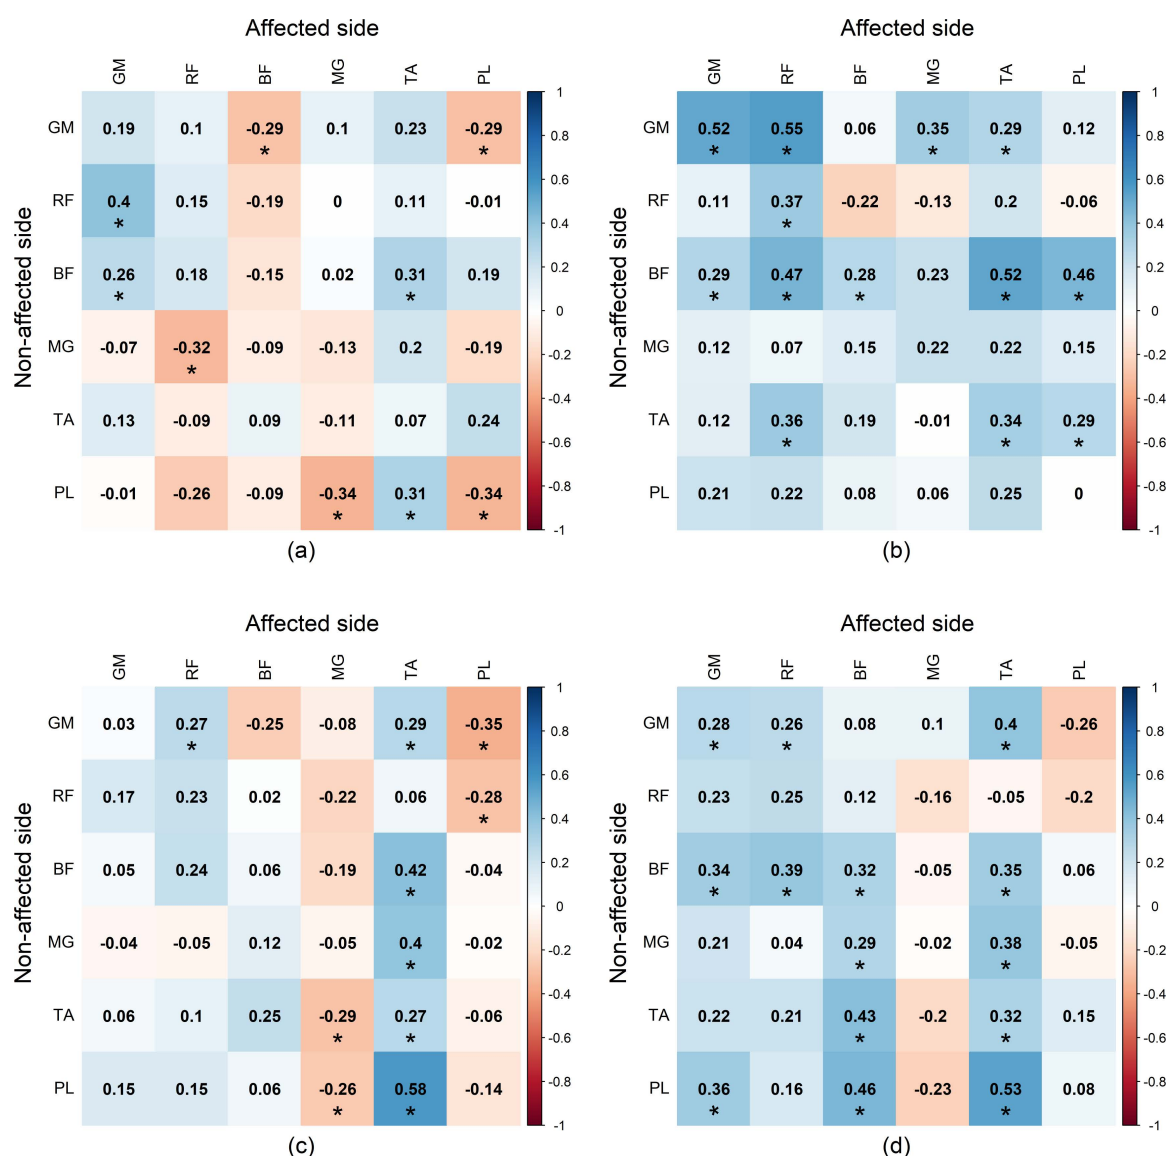 Affected side
GM RF BF MG TA PL
Non-affected side
GM 0.19 0.1 -0.29 * 0.1 0.23 -0.29 *
RF 0.4 * 0.15 -0.19 0 0.11 -0.01
BF 0.26 * 0.18 -0.15 0.02 0.31 * 0.19
MG -0.07 -0.32 * -0.09 -0.13 0.2 -0.19
TA 0.13 -0.09 0.09 -0.11 0.07 0.24
PL -0.01 -0.26 -0.09 -0.34 * 0.31 * -0.34 *
1
0.8
0.6
0.4
0.2
0
-0.2
-0.4
-0.6
-0.8
-1
(a)
Affected side
GM RF BF MG TA PL
Non-affected side
GM 0.52 * 0.55 * 0.06 0.35 * 0.29 * 0.12
RF 0.11 0.37 * -0.22 -0.13 0.2 -0.06
BF 0.29 * 0.47 * 0.28 * 0.23 0.52 * 0.46 *
MG 0.12 0.07 0.15 0.22 0.22 0.15
TA 0.12 0.36 * 0.19 -0.01 0.34 * 0.29 *
PL 0.21 0.22 0.08 0.06 0.25 0
1
0.8
0.6
0.4
0.2
0
-0.2
-0.4
-0.6
-0.8
-1
(b)
Affected side
GM RF BF MG TA PL
Non-affected side
GM 0.03 0.27 * -0.25 -0.08 0.29 * -0.35 *
RF 0.17 0.23 0.02 -0.22 0.06 -0.28 *
BF 0.05 0.24 0.06 -0.19 0.42 * -0.04
MG -0.04 -0.05 0.12 -0.05 0.4 * -0.02
TA 0.06 0.1 0.25 -0.29 * 0.27 * -0.06
PL 0.15 0.15 0.06 -0.26 * 0.58 * -0.14
1
0.8
0.6
0.4
0.2
0
-0.2
-0.4
-0.6
-0.8
-1
(c)
Affected side
GM RF BF MG TA PL
Non-affected side
GM 0.28 * 0.26 * 0.08 0.1 0.4 * -0.26
RF 0.23 0.25 0.12 -0.16 -0.05 -0.2
BF 0.34 * 0.39 * 0.32 * -0.05 0.35 * 0.06
MG 0.21 0.04 0.29 * -0.02 0.38 * -0.05
TA 0.22 0.21 0.43 * -0.2 0.32 * 0.15
PL 0.36 * 0.16 0.46 * -0.23 0.53 * 0.08
1
0.8
0.6
0.4
0.2
0
-0.2
-0.4
-0.6
-0.8
-1
(d)